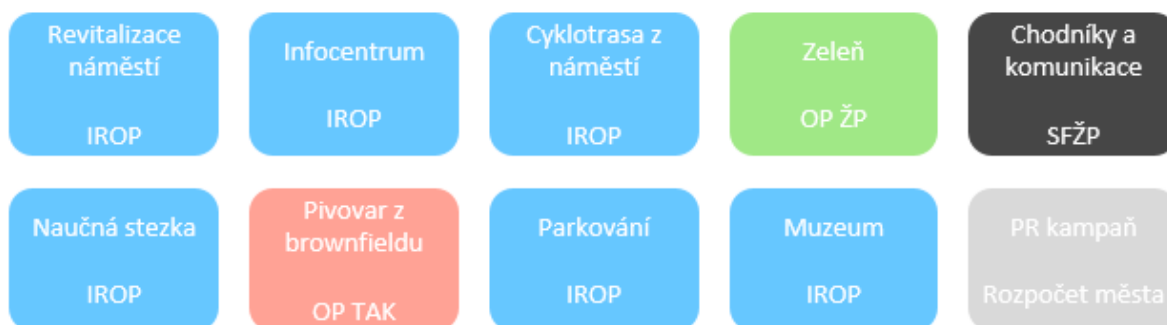 Revitalizace
náměstí
IROP
Infocentrum
IROP
Cyklotrasa z
náměstí
IROP
Zeleň
OP ŽP
Chodníky a
komunikace
SFŽP
Naučná stezka
IROP
Pivovar z
brownfieldu
OP TAK
Parkování
IROP
Muzeum
IROP
PR kampaň
Rozpočet města